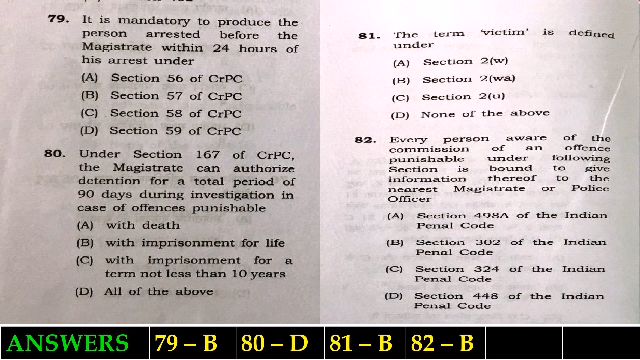 79. It is mandatory to produce the
person arrested before the
Magistrate within 24 hours of
his arrest under
(A) Section 56 of CrPC
(B) Section 57 of CrPC
(C) Section 58 of CrPC
(D) Section 59 of CrPC
80. Under Section 167 of CrPC,
the Magistrate can authorize
detention for a total period of
90 days during investigation in
case of offences punishable
(A) with death
(B) with imprisonment for life
(C) with imprisonment for a
term not less than 10 years
(D) All of the above
81. The term 'victim' is defined
under
(A) Section 2(w)
(B) Section 2(wa)
(C) Section 2(u)
(D) None of the above
82. Every person aware of the
commission of an offence
punishable under following
Section is bound to give
information thereof to the
nearest Magistrate or Police
Officer
(A) Section 498A of the Indian
Penal Code
(B) Section 302 of the Indian
Penal Code
(C) Section 324 of the Indian
Penal Code
(D) Section 448 of the Indian
Penal Code
ANSWERS 79 – B 80 – D 81 – B 82 – B